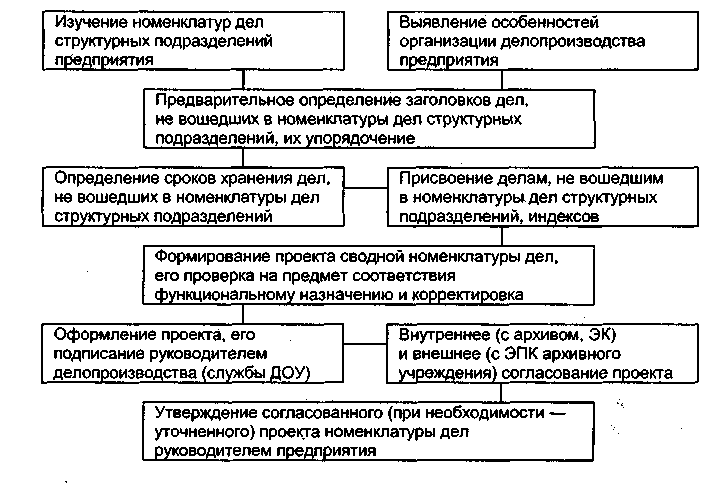 Изучение номенклатур дел
структурных подразделений
предприятия
Выявление особенностей
организации делопроизводства
предприятия
Предварительное определение заголовков дел,
не вошедших в номенклатуры дел структурных
подразделений, их упорядочение
Определение сроков хранения дел,
не вошедших в номенклатуры дел
структурных подразделений
Присвоение делам, не вошедшим
в номенклатуры дел структурных
подразделений, индексов
Формирование проекта сводной номенклатуры дел,
его проверка на предмет соответствия
функциональному назначению и корректировка
Оформление проекта, его
подписание руководителем
делопроизводства (службы ДОУ)
Внутреннее (с архивом, ЭК)
и внешнее (с ЭПК архивного
учреждения) согласование проекта
Утверждение согласованного (при необходимости —
уточненного) проекта номенклатуры дел
руководителем предприятия